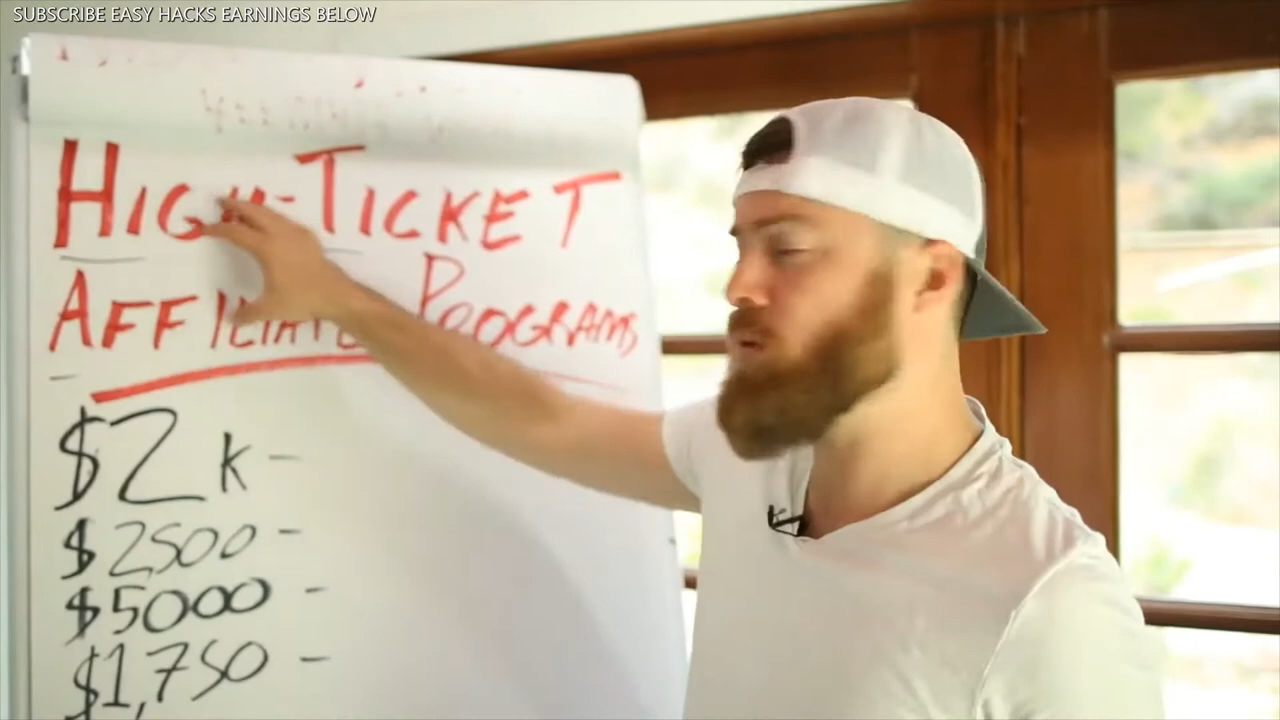 SUBSCRIBE EASY HACKS EARNINGS BELOW
HIGH-TICKET
AFFILIATE PROGRAMS
$2k -
$2500 -
$5000 -
$1,750 -